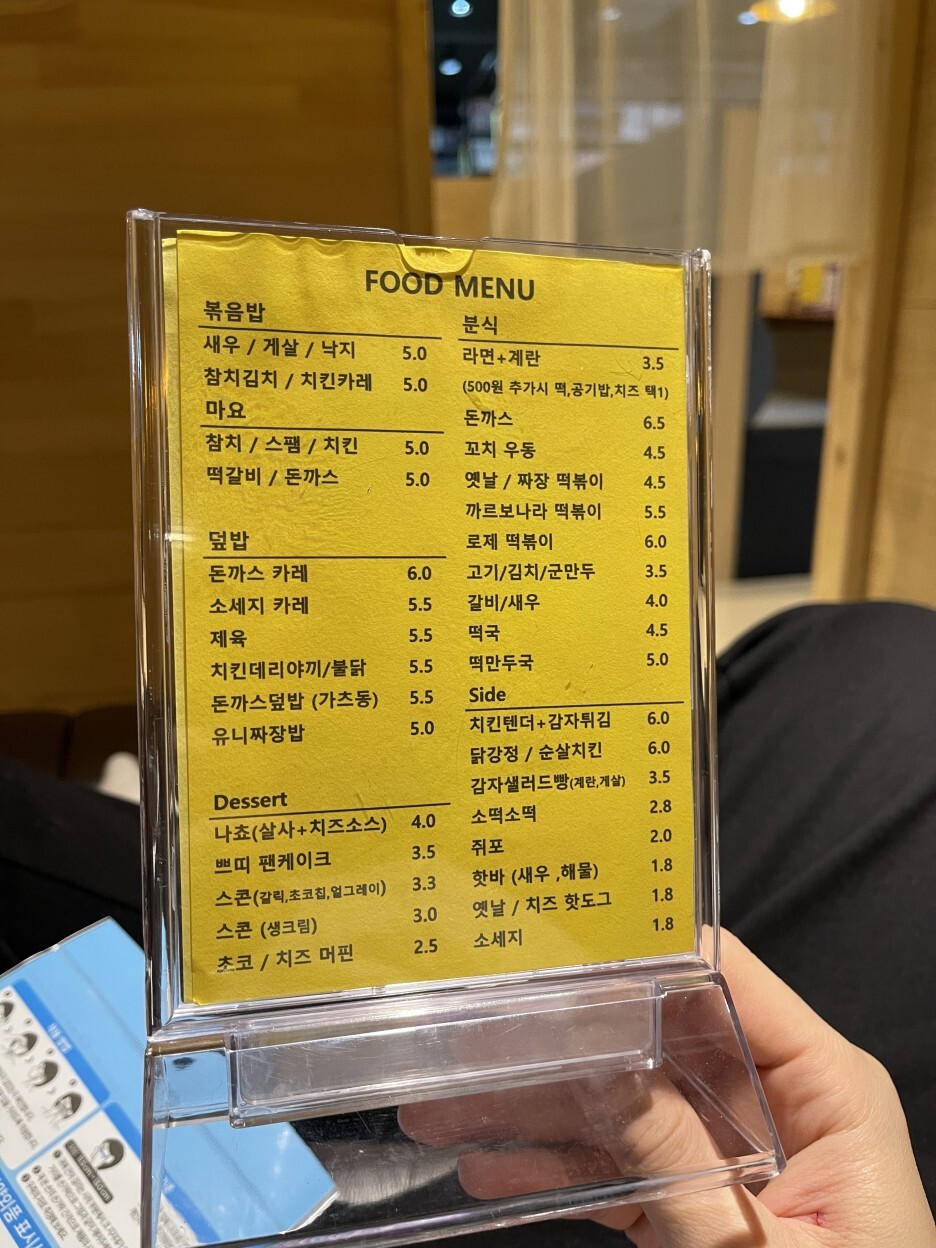 FOOD MENU
볶음밥
새우 / 게살 / 낙지 5.0
참치김치 / 치킨카레 5.0
마요
참치 / 스팸 / 치킨 5.0
떡갈비 / 돈까스 5.0
덮밥
돈까스 카레 6.0
소세지 카레 5.5
제육 5.5
치킨데리야끼/불닭 5.5
돈까스덮밥 (가츠동) 5.5
유니짜장밥 5.0
Dessert
나쵸(살사+치즈소스) 4.0
쁘띠 팬케이크 3.5
스콘(갈릭,초코칩,얼그레이) 3.3
스콘 (생크림) 3.0
초코 / 치즈 머핀 2.5
분식
라면+계란 3.5
(500원 추가시 떡,공기밥,치즈 택1)
돈까스 6.5
꼬치 우동 4.5
옛날 / 짜장 떡볶이 4.5
까르보나라 떡볶이 5.5
로제 떡볶이 6.0
고기/김치/군만두 3.5
갈비/새우 4.0
떡국 4.5
떡만두국 5.0
Side
치킨텐더+감자튀김 6.0
닭강정 / 순살치킨 6.0
감자샐러드빵(계란,게살) 3.5
소떡소떡 2.8
쥐포 2.0
핫바 (새우 ,해물) 1.8
옛날 / 치즈 핫도그 1.8
소세지 1.8